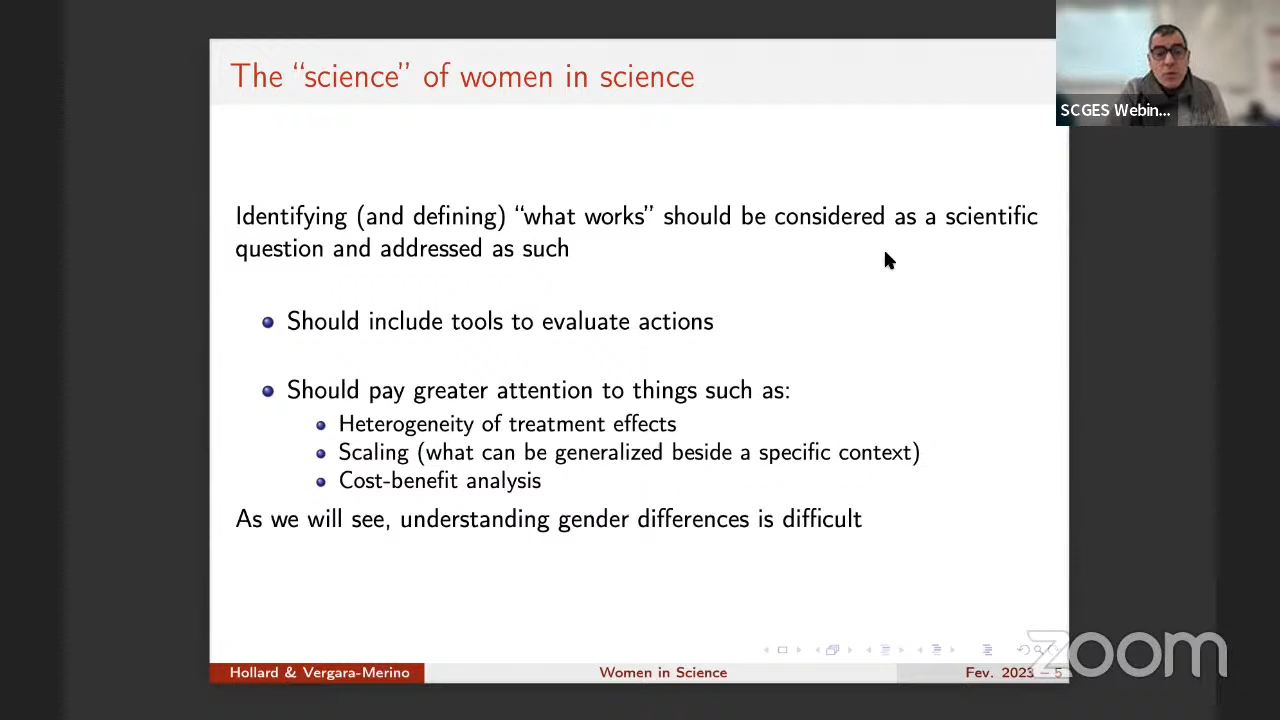 The “science” of women in science
SCGES Webin...
Identifying (and defining) “what works” should be considered as a scientific
question and addressed as such
Should include tools to evaluate actions
Should pay greater attention to things such as:
Heterogeneity of treatment effects
Scaling (what can be generalized beside a specific context)
Cost-benefit analysis
As we will see, understanding gender differences is difficult
zoom
Hollard & Vergara-Merino
Women in Science
Fev. 2023 – 5